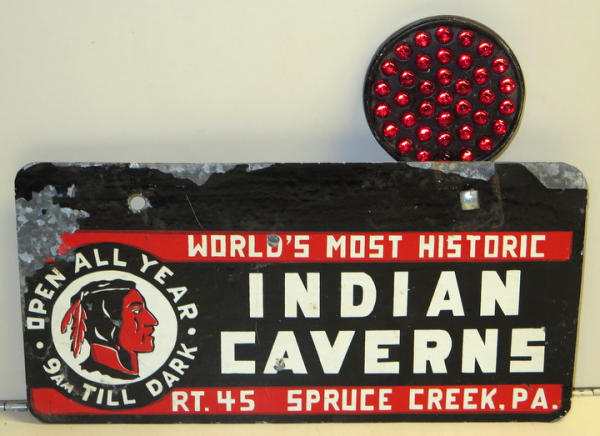 WORLD'S MOST HISTORIC
INDIAN
CAVERNS
RT. 45 SPRUCE CREEK, PA.
· OPEN ALL YEAR ·
9AM TILL DARK